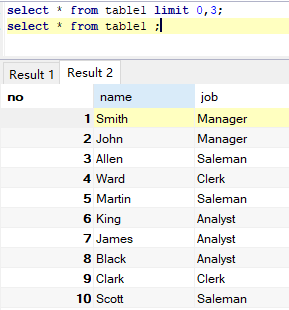 select * from table1 limit 0,3;
select * from table1 ;
Result 1 Result 2
no name job
1 Smith Manager
2 John Manager
3 Allen Saleman
4 Ward Clerk
5 Martin Saleman
6 King Analyst
7 James Analyst
8 Black Analyst
9 Clark Clerk
10 Scott Saleman